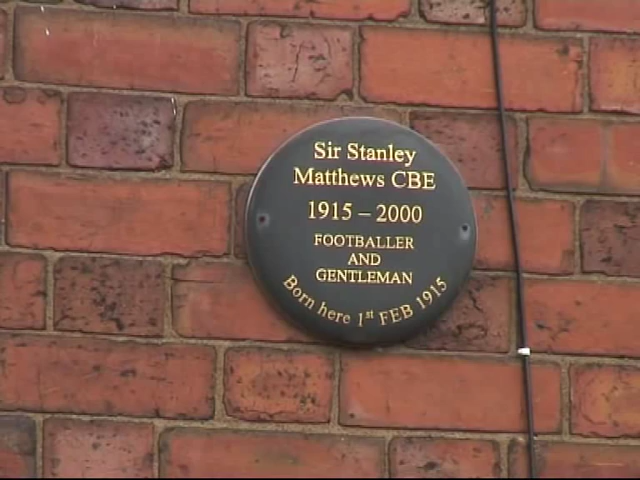 Sir Stanley
Matthews CBE
1915 – 2000
FOOTBALLER
AND
GENTLEMAN
Born here 1st FEB 1915